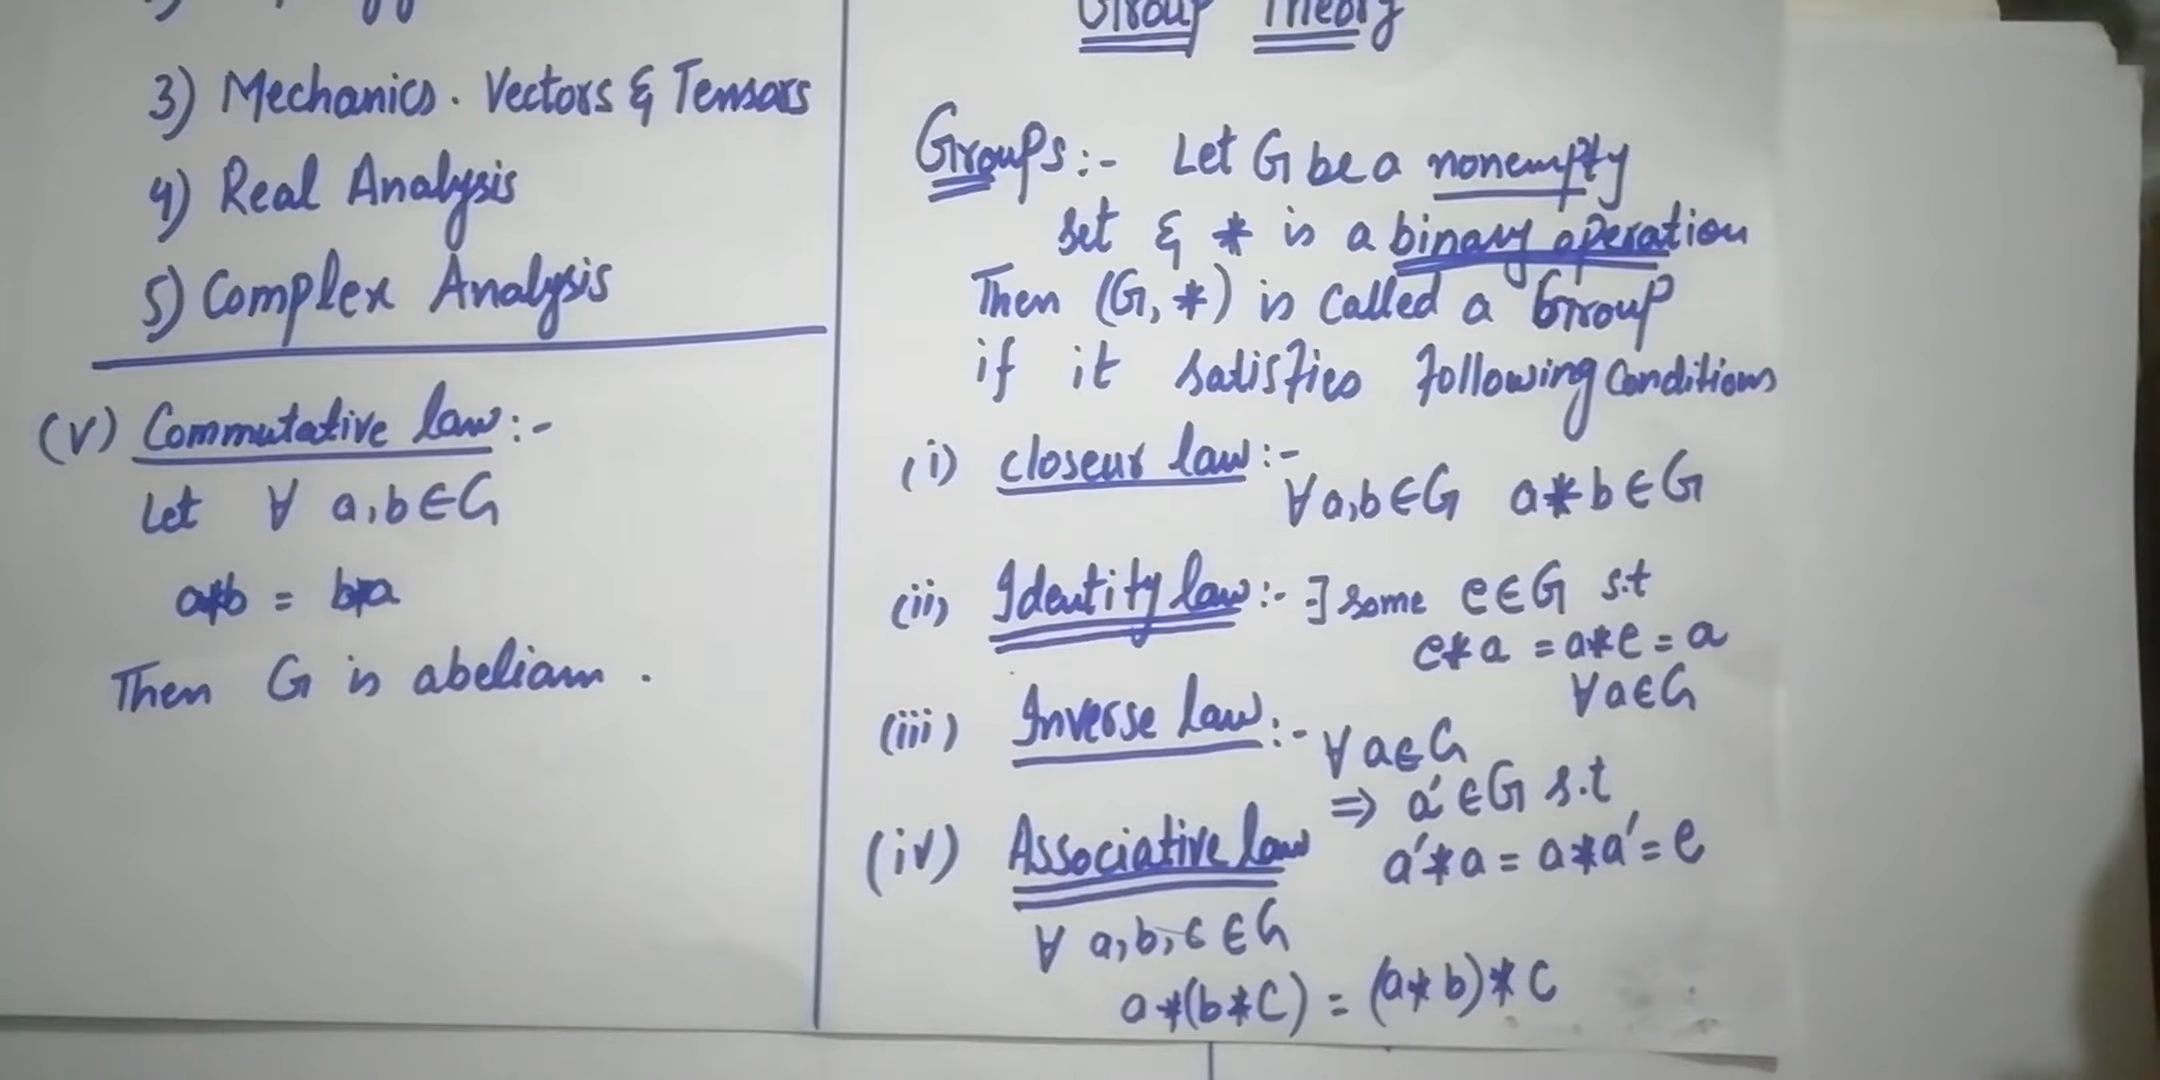 3) Mechanics. Vectors & Tensors
4) Real Analysis
5) Complex Analysis
(V) Commutative law:-
Let ∀ a,b∈G
a*b = b*a
Then G is abeliam .
Group Theory
Groups:- Let G be a nonempty
set & * is a binary operation
Then (G, *) is called a Group
if it satisfies following Conditions
(i) closeur law:-
∀ a,b∈G a*b∈G
(ii) Identity law:- ∃ some e∈G s.t
e*a = a*e = a
∀ a∈G
(iii) Inverse law:- ∀ a∈G
⇒ a'∈G s.t
a'*a = a*a' = e
(iv) Associative law
∀ a,b,c∈G
a*(b*C) = (a*b)*C